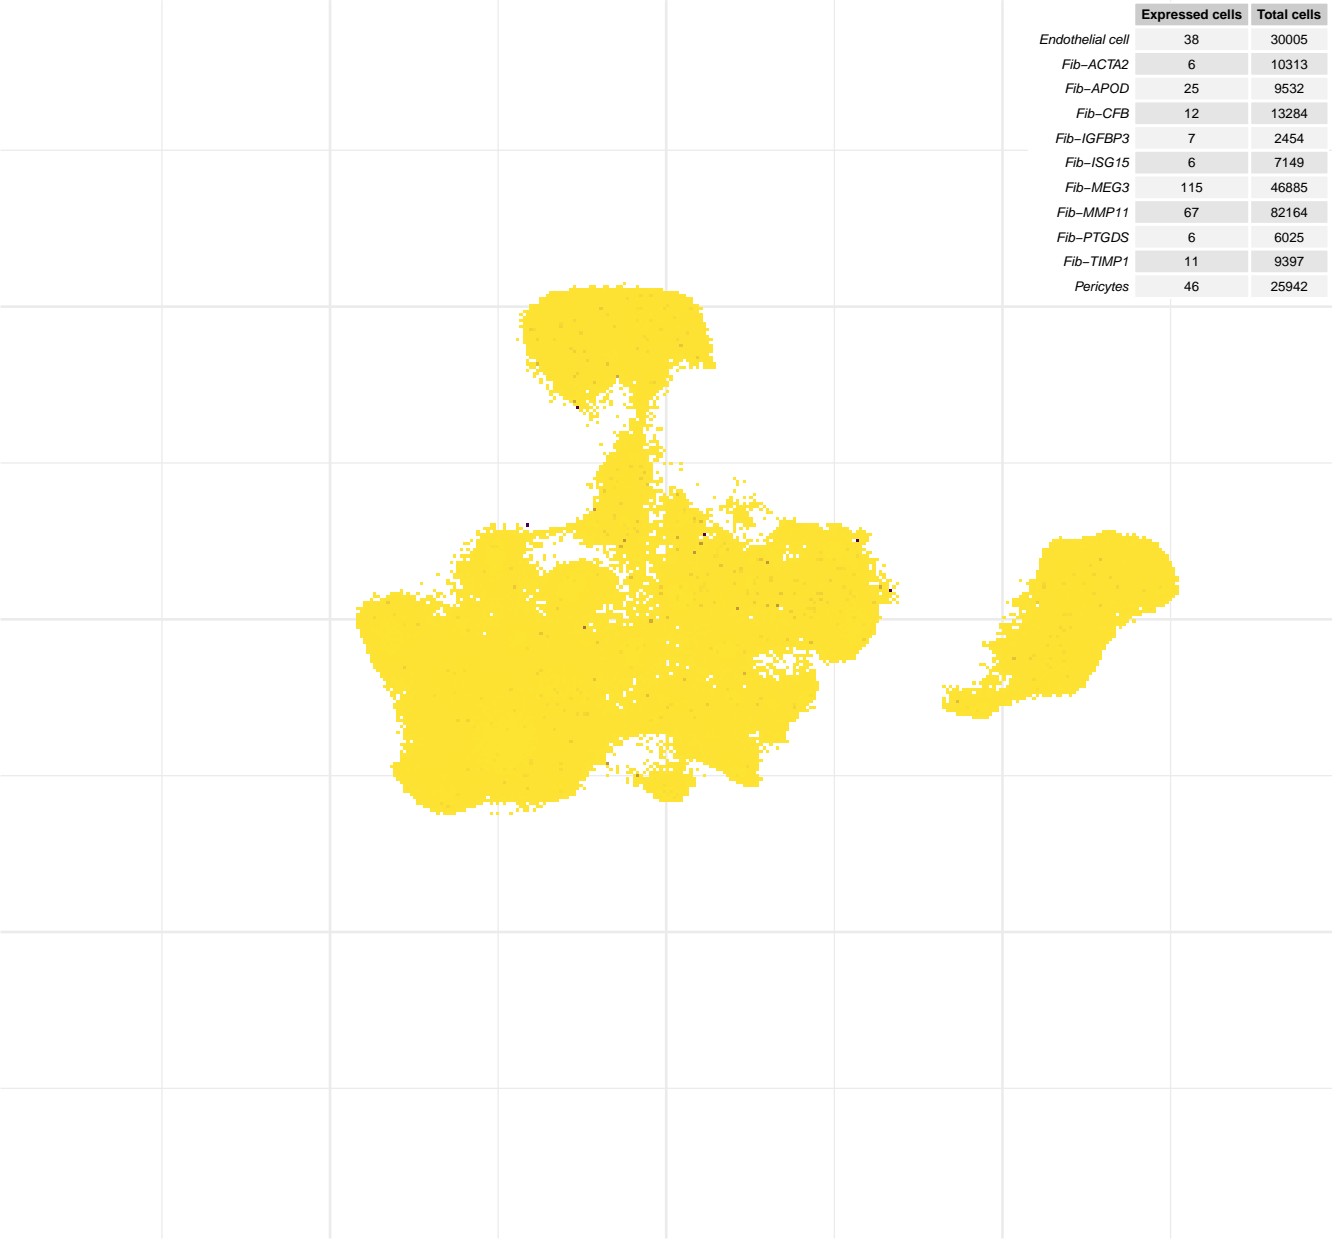 Expressed cells Total cells
Endothelial cell 38 30005
Fib−ACTA2 6 10313
Fib−APOD 25 9532
Fib−CFB 12 13284
Fib−IGFBP3 7 2454
Fib−ISG15 6 7149
Fib−MEG3 115 46885
Fib−MMP11 67 82164
Fib−PTGDS 6 6025
Fib−TIMP1 11 9397
Pericytes 46 25942